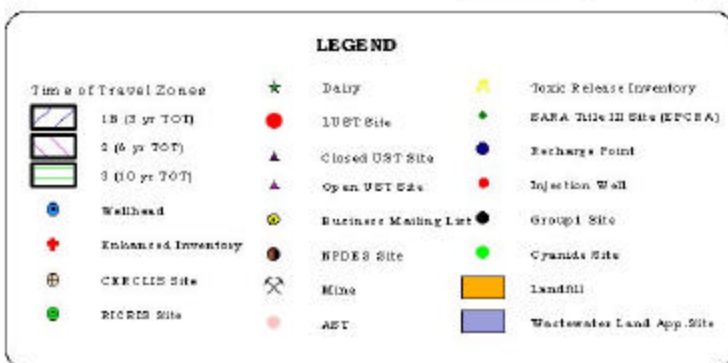 LEGEND
Time of Travel Zones
1B (3 yr TOT)
2 (6 yr TOT)
3 (10 yr TOT)
Wellhead
Enhanced Inventory
CERCLIS Site
RICRIS Site
Dairy
LUST Site
Closed UST Site
Open UST Site
Business Mailing List
NPDES Site
Mine
AST
Toxic Release Inventory
SARA Title III Site (EPCRA)
Recharge Point
Injection Well
Group1 Site
Cyanide Site
Landfill
Wastewater Land App.Site